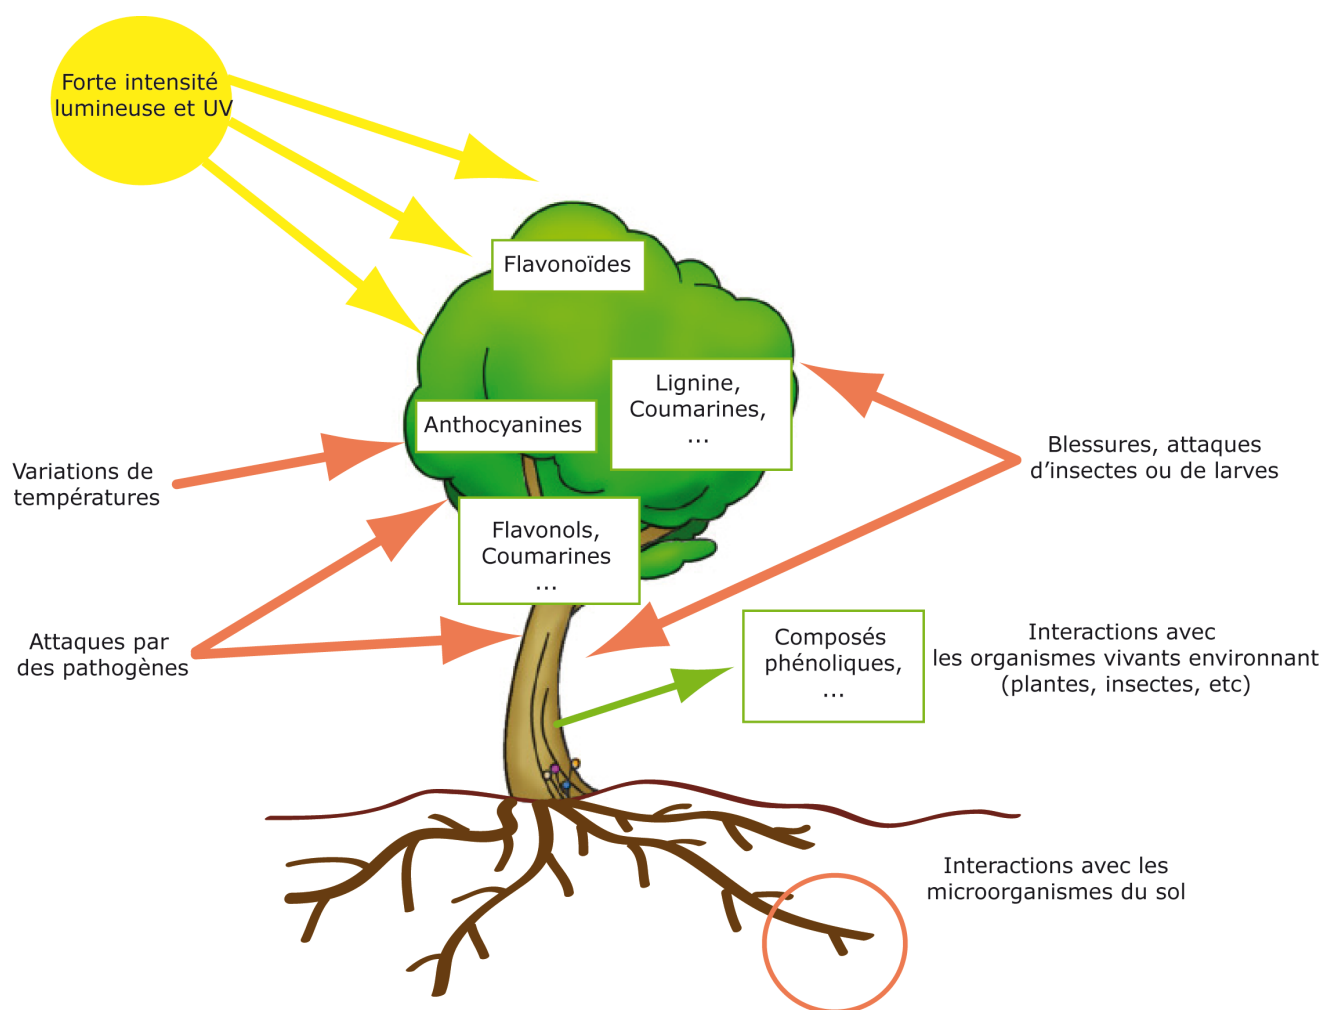 Forte intensité
lumineuse et UV
Flavonoïdes
Lignine,
Coumarines,
...
Anthocyanines
Variations de
températures
Blessures, attaques
d'insectes ou de larves
Flavonols,
Coumarines
...
Attaques par
des pathogènes
Composés
phénoliques,
...
Interactions avec
les organismes vivants environnant
(plantes, insectes, etc)
Interactions avec les
microorganismes du sol